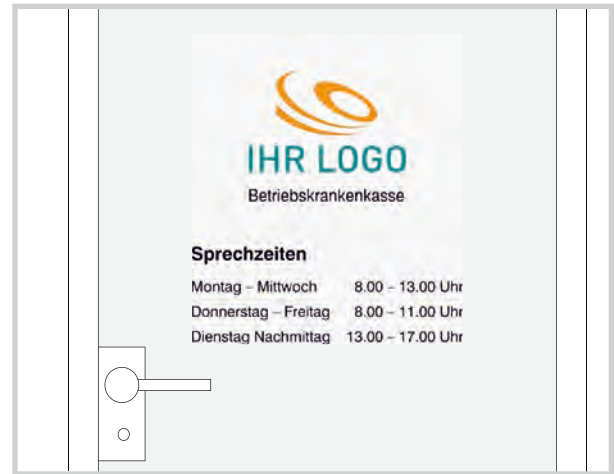 IHR LOGO
Betriebskrankenkasse
Sprechzeiten
Montag – Mittwoch 8.00 – 13.00 Uhr
Donnerstag – Freitag 8.00 – 11.00 Uhr
Dienstag Nachmittag 13.00 – 17.00 Uhr